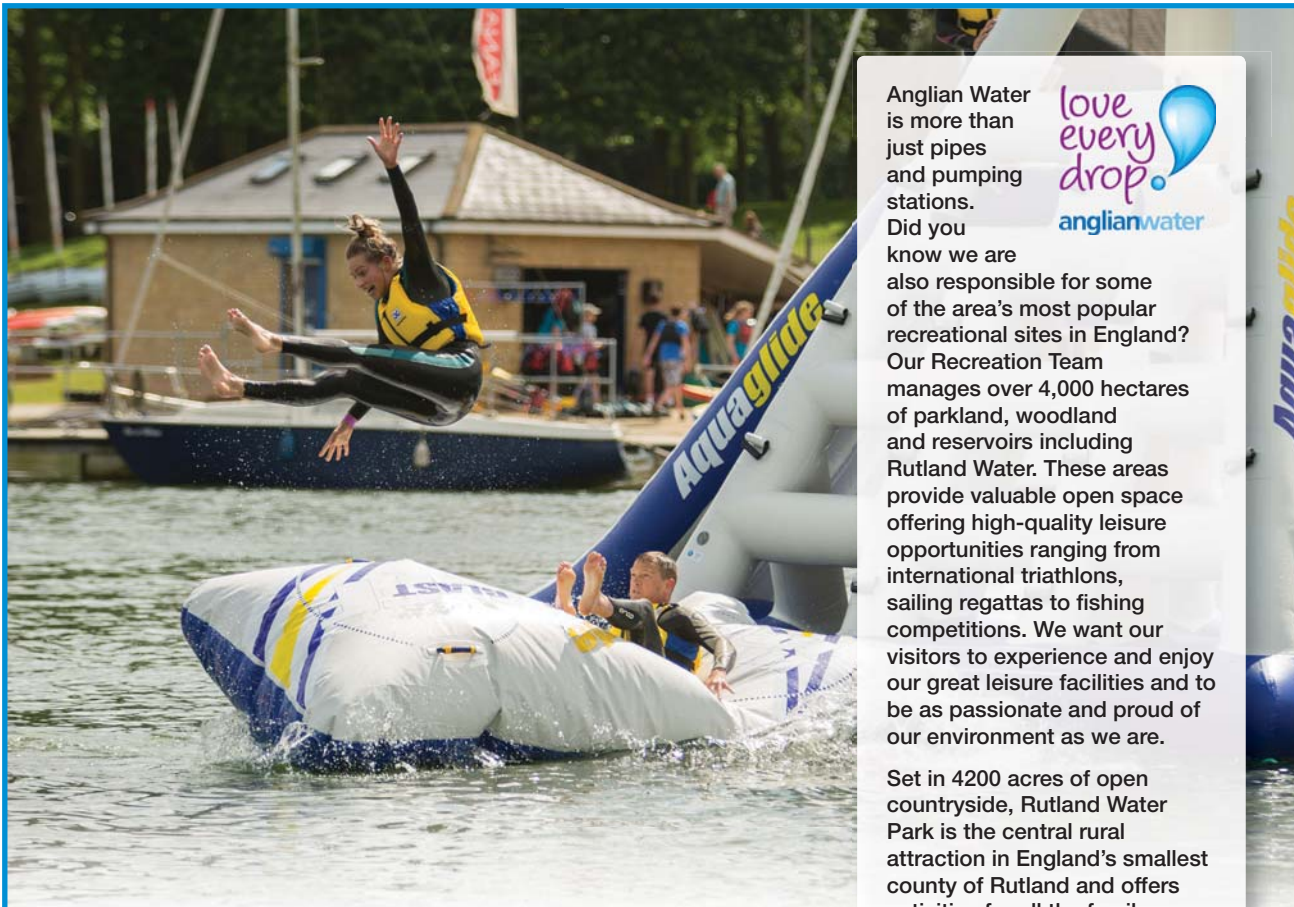 Aquaglide
BLAST
Anglian Water
is more than
just pipes
and pumping
stations.
Did you
know we are
also responsible for some
of the area’s most popular
recreational sites in England?
Our Recreation Team
manages over 4,000 hectares
of parkland, woodland
and reservoirs including
Rutland Water. These areas
provide valuable open space
offering high-quality leisure
opportunities ranging from
international triathlons,
sailing regattas to fishing
competitions. We want our
visitors to experience and enjoy
our great leisure facilities and to
be as passionate and proud of
our environment as we are.
Set in 4200 acres of open
countryside, Rutland Water
Park is the central rural
attraction in England’s smallest
county of Rutland and offers
love
every
drop
anglianwater
Aquaglide